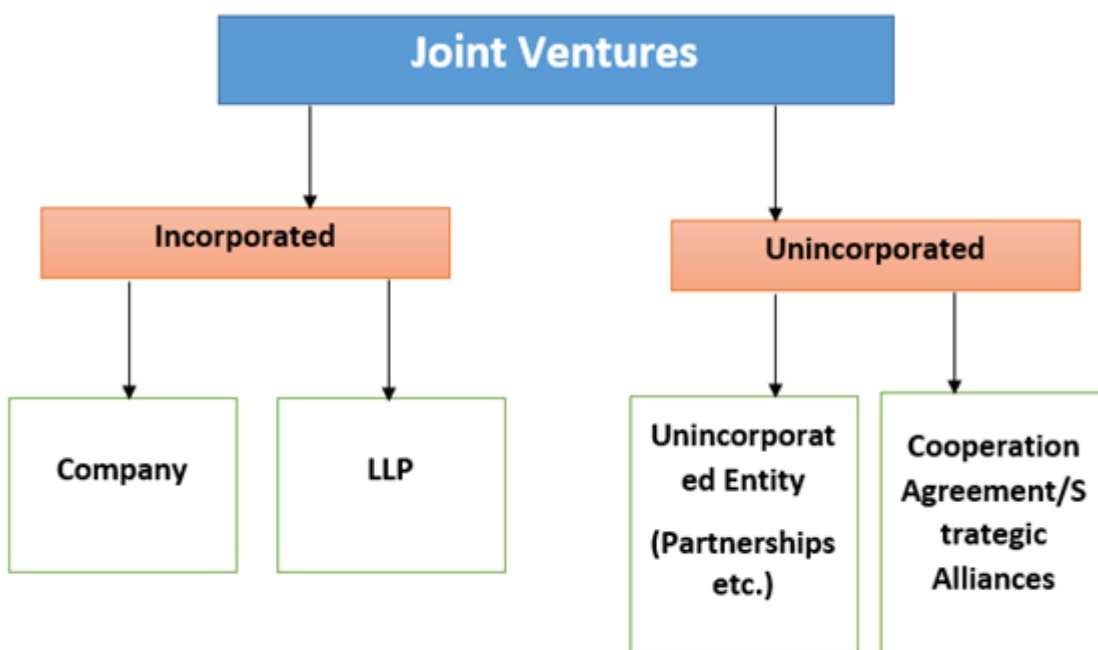 Joint Ventures
Incorporated
Unincorporated
Company
LLP
Unincorporat
ed Entity
(Partnerships
etc.)
Cooperation
Agreement/S
trategic
Alliances